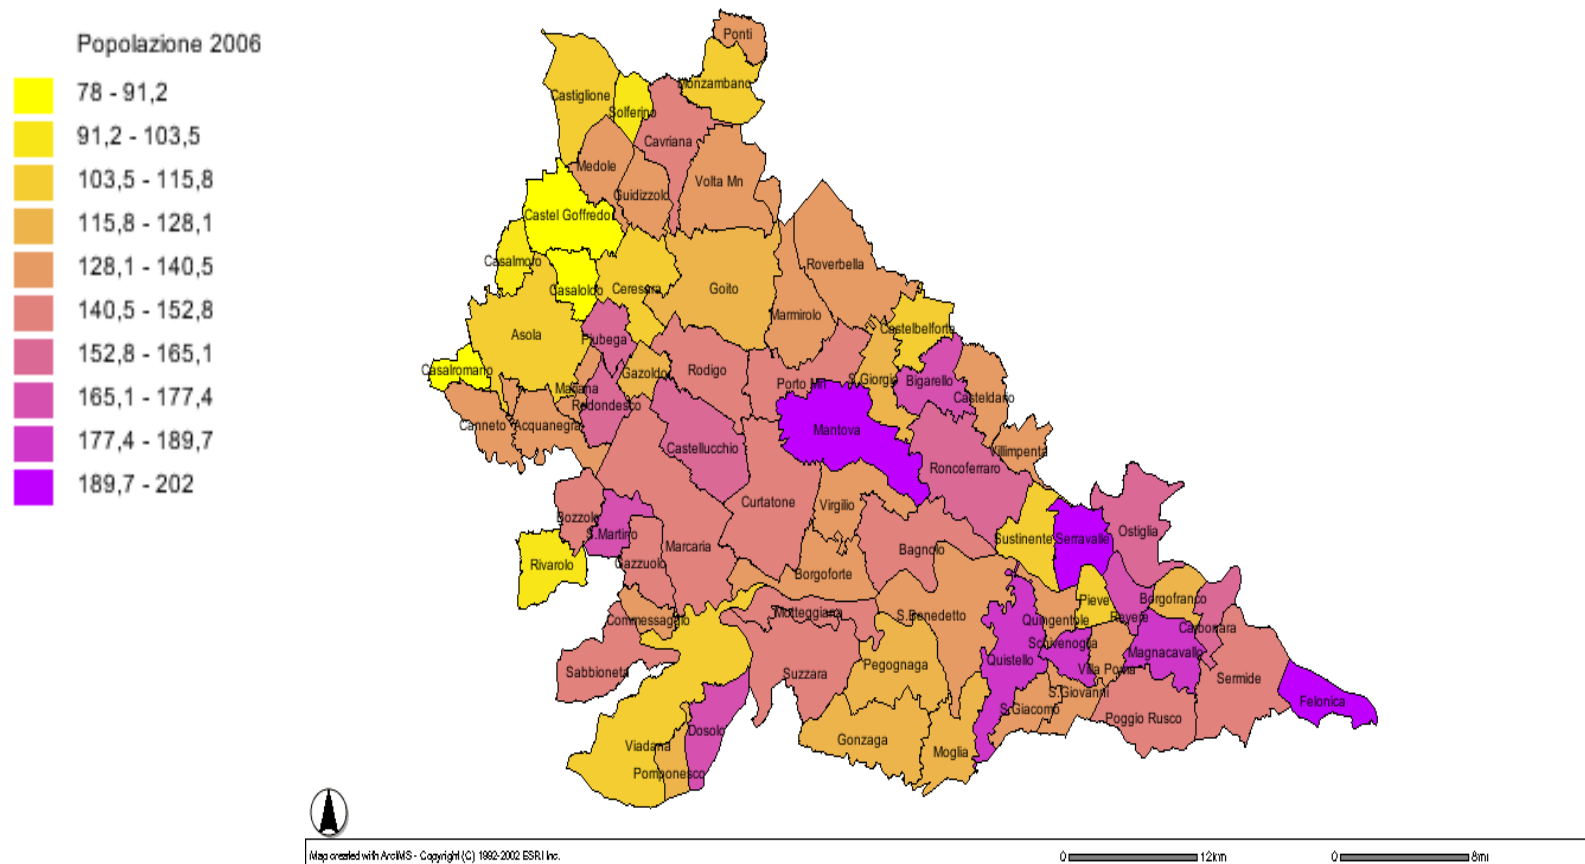 Popolazione 2006
78 - 91,2
91,2 - 103,5
103,5 - 115,8
115,8 - 128,1
128,1 - 140,5
140,5 - 152,8
152,8 - 165,1
165,1 - 177,4
177,4 - 189,7
189,7 - 202
Ponti
Monzambano
Castiglione
Solferino
Cavriana
Medole
Guidizzolo
Volta Mn
Castel Goffredo
Casalmoro
Casaloldo
Ceresara
Goito
Roverbella
Marmirolo
Asola
Piubega
Castelbelforte
Casalromano
Mariana
Gazoldo
Rodigo
Porto Mn
S.Giorgio
Bigarello
Casteldario
Redondesco
Canneto
Acquanegra
Castellucchio
Mantova
Villimpenta
Roncoferraro
Curtatone
Virgilio
Bozzolo
S.Martino
Marcaria
Gazzuolo
Rivarolo
Bagnolo
Sustinente
Serravalle
Ostiglia
Borgoforte
Commessaggio
Motteggiana
S.Benedetto
Quingentole
Pieve
Revere
Borgofranco
Carbonara
Schivenoglia
Magnacavallo
Sabbioneta
Suzzara
Pegognaga
Quistello
Villa Poma
Sermide
Felonica
S.Giovanni
S.Giacomo
Poggio Rusco
Dosolo
Viadana
Pomponesco
Gonzaga
Moglia
Map created with ArcIMS - Copyright (C) 1992-2002 ESRI Inc.
0 12km 0 8mi